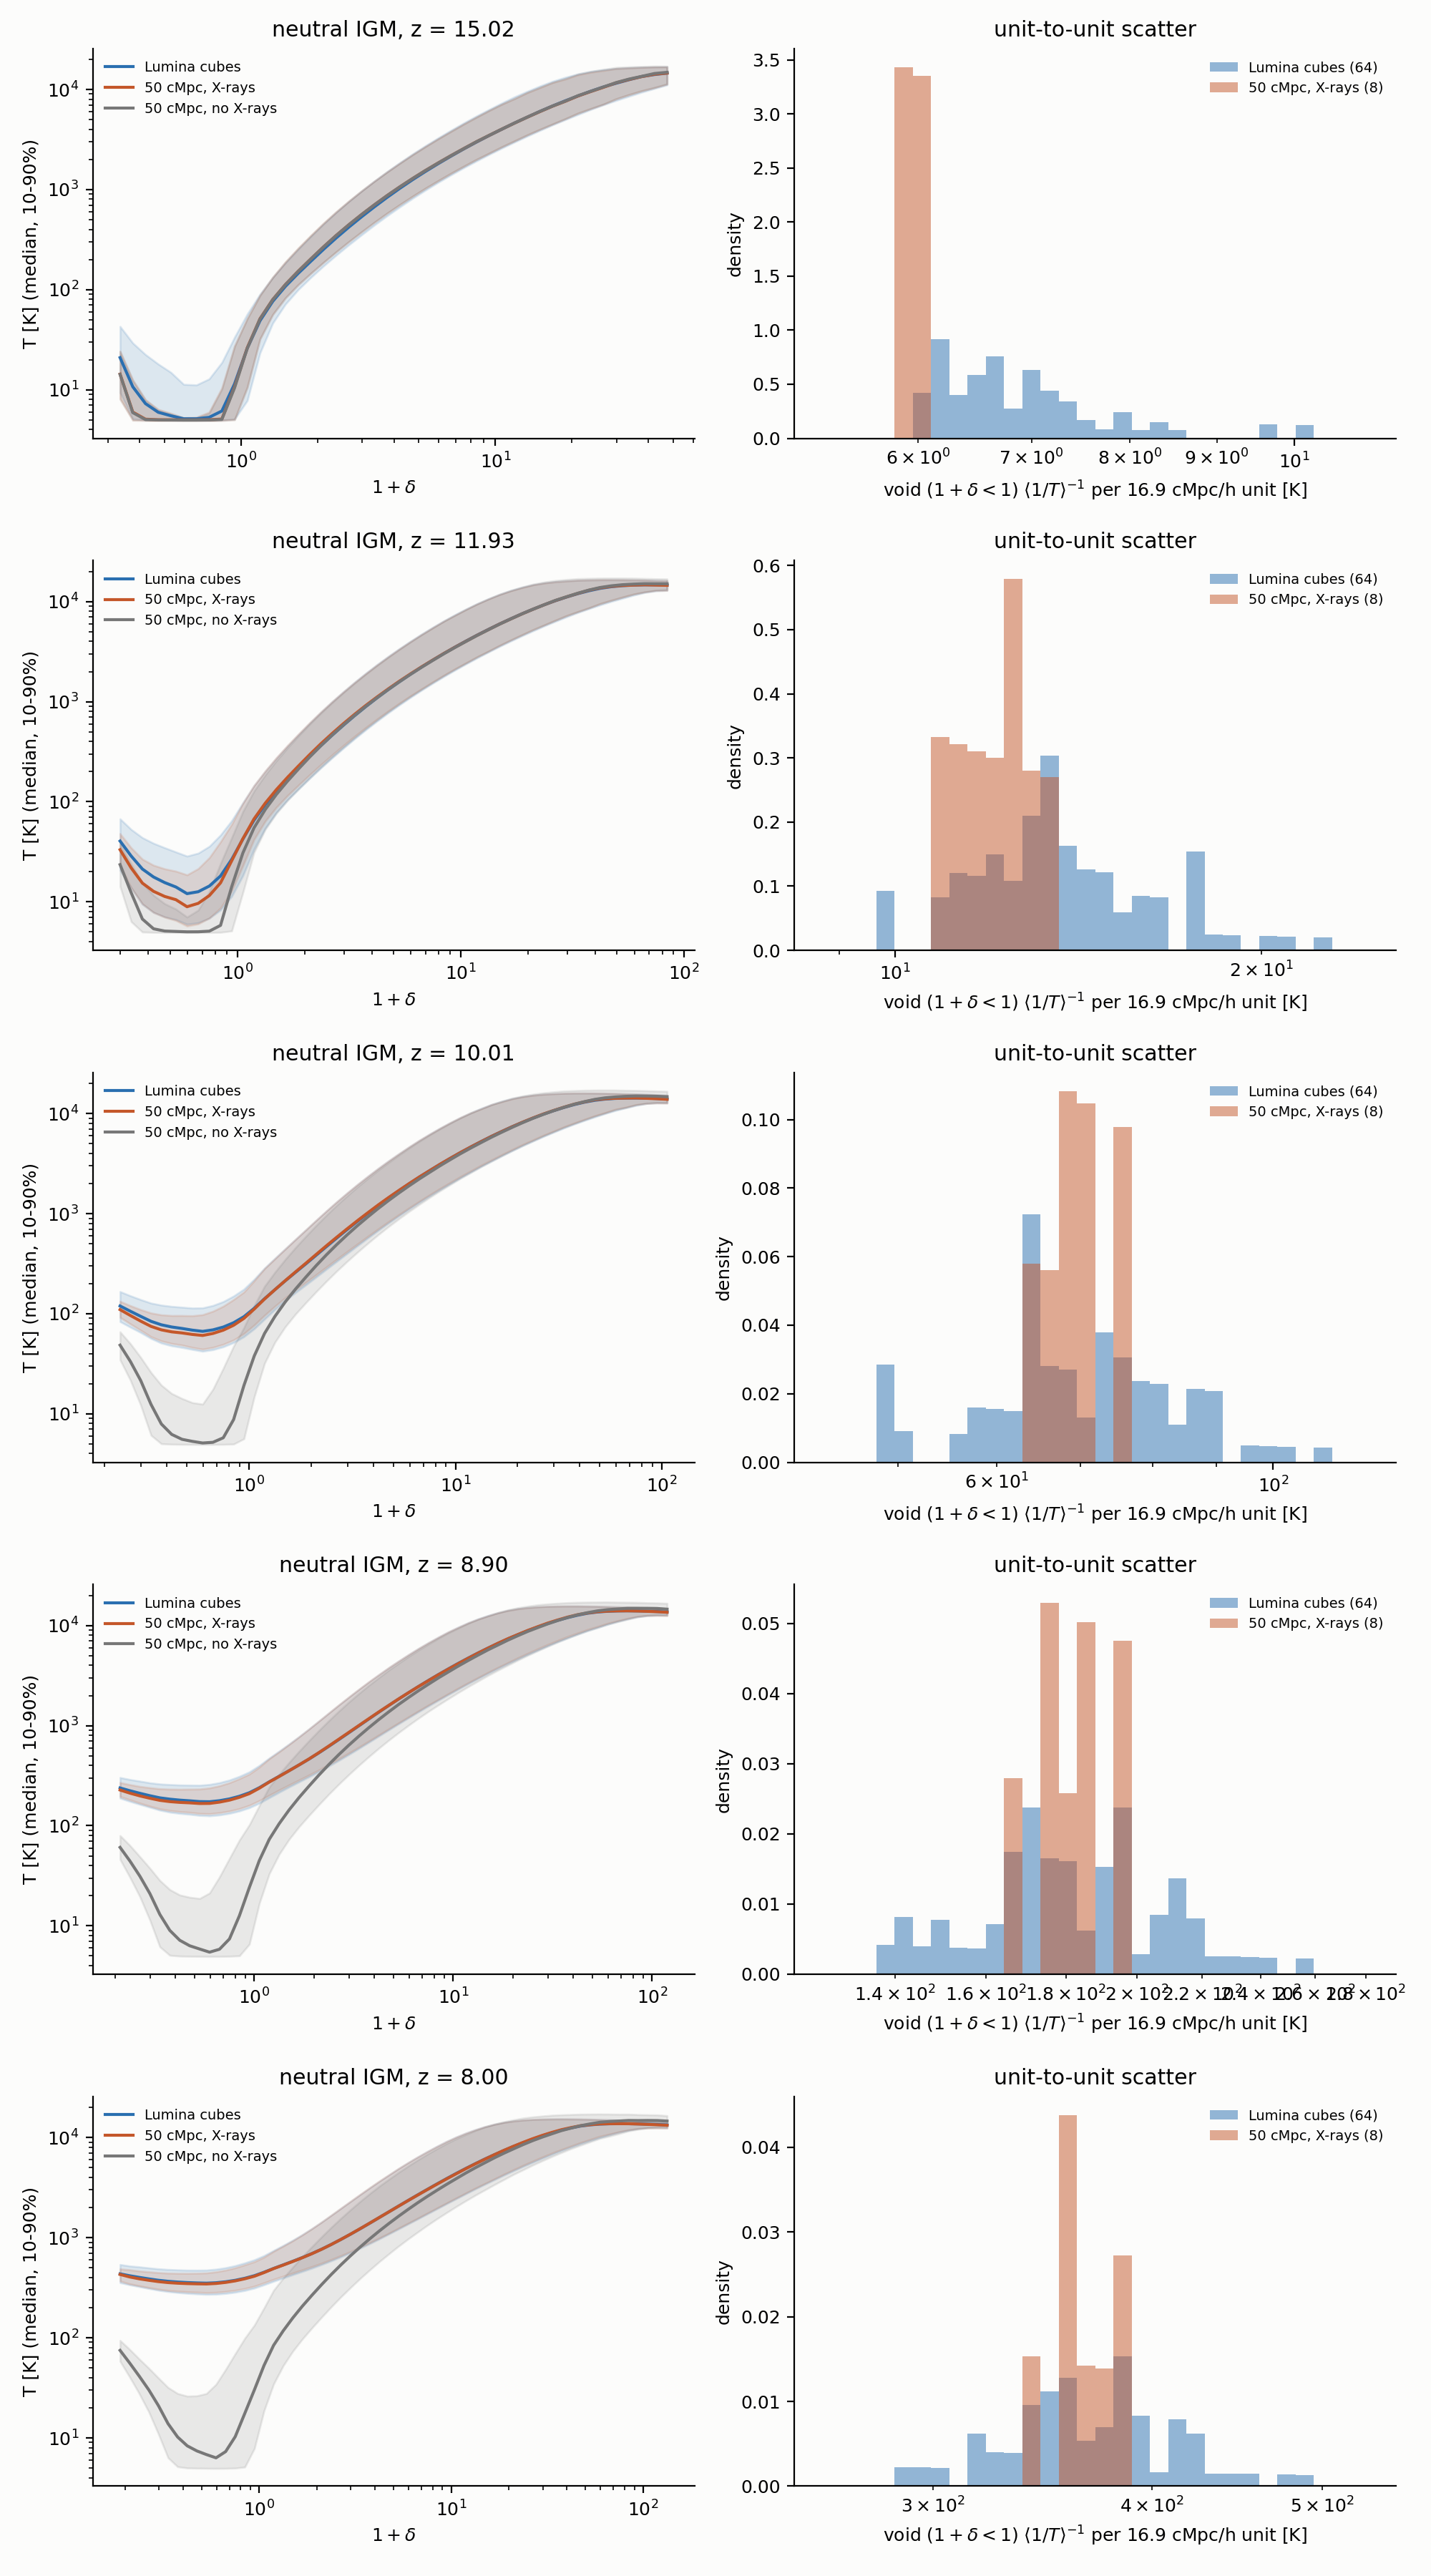 neutral IGM, z = 15.02
unit-to-unit scatter
Lumina cubes
50 cMpc, X-rays
50 cMpc, no X-rays
T [K] (median, 10-90%)
10⁴
10³
10²
10¹
10⁰ 10¹
1 + δ
Lumina cubes (64)
50 cMpc, X-rays (8)
density
3.5
3.0
2.5
2.0
1.5
1.0
0.5
0.0
6 × 10⁰ 7 × 10⁰ 8 × 10⁰ 9 × 10⁰ 10¹
void (1 + δ < 1) ⟨1/T⟩⁻¹ per 16.9 cMpc/h unit [K]
neutral IGM, z = 11.93
unit-to-unit scatter
Lumina cubes
50 cMpc, X-rays
50 cMpc, no X-rays
T [K] (median, 10-90%)
10⁴
10³
10²
10¹
10⁰ 10¹ 10²
1 + δ
Lumina cubes (64)
50 cMpc, X-rays (8)
density
0.6
0.5
0.4
0.3
0.2
0.1
0.0
10¹ 2 × 10¹
void (1 + δ < 1) ⟨1/T⟩⁻¹ per 16.9 cMpc/h unit [K]
neutral IGM, z = 10.01
unit-to-unit scatter
Lumina cubes
50 cMpc, X-rays
50 cMpc, no X-rays
T [K] (median, 10-90%)
10⁴
10³
10²
10¹
10⁰ 10¹ 10²
1 + δ
Lumina cubes (64)
50 cMpc, X-rays (8)
density
0.10
0.08
0.06
0.04
0.02
0.00
6 × 10¹ 10²
void (1 + δ < 1) ⟨1/T⟩⁻¹ per 16.9 cMpc/h unit [K]
neutral IGM, z = 8.90
unit-to-unit scatter
Lumina cubes
50 cMpc, X-rays
50 cMpc, no X-rays
T [K] (median, 10-90%)
10⁴
10³
10²
10¹
10⁰ 10¹ 10²
1 + δ
Lumina cubes (64)
50 cMpc, X-rays (8)
density
0.05
0.04
0.03
0.02
0.01
0.00
1.4 × 10² 1.6 × 10² 1.8 × 10² 2 × 10² 2.2 × 10² 2.4 × 10² 2.6 × 10² 2.8 × 10²
void (1 + δ < 1) ⟨1/T⟩⁻¹ per 16.9 cMpc/h unit [K]
neutral IGM, z = 8.00
unit-to-unit scatter
Lumina cubes
50 cMpc, X-rays
50 cMpc, no X-rays
T [K] (median, 10-90%)
10⁴
10³
10²
10¹
10⁰ 10¹ 10²
1 + δ
Lumina cubes (64)
50 cMpc, X-rays (8)
density
0.04
0.03
0.02
0.01
0.00
3 × 10² 4 × 10² 5 × 10²
void (1 + δ < 1) ⟨1/T⟩⁻¹ per 16.9 cMpc/h unit [K]